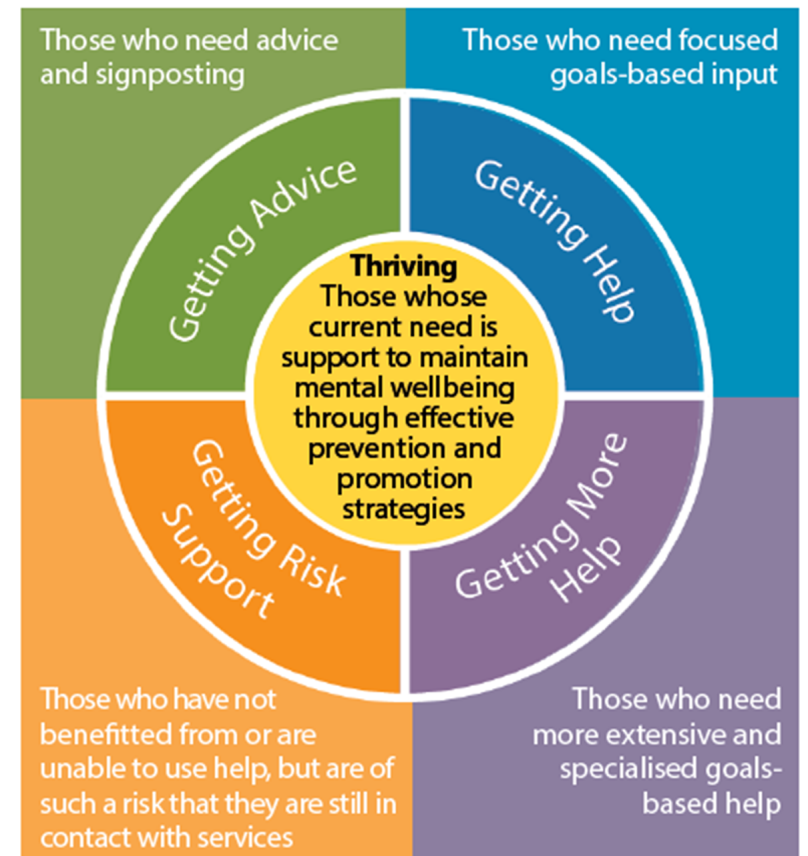 Those who need advice
and signposting
Those who need focused
goals-based input
Getting Advice
Getting Help
Thriving
Those whose
current need is
support to maintain
mental wellbeing
through effective
prevention and
promotion
strategies
Getting Risk
Support
Getting More
Help
Those who have not
benefitted from or are
unable to use help, but are of
such a risk that they are still in
contact with services
Those who need
more extensive and
specialised goals-
based help